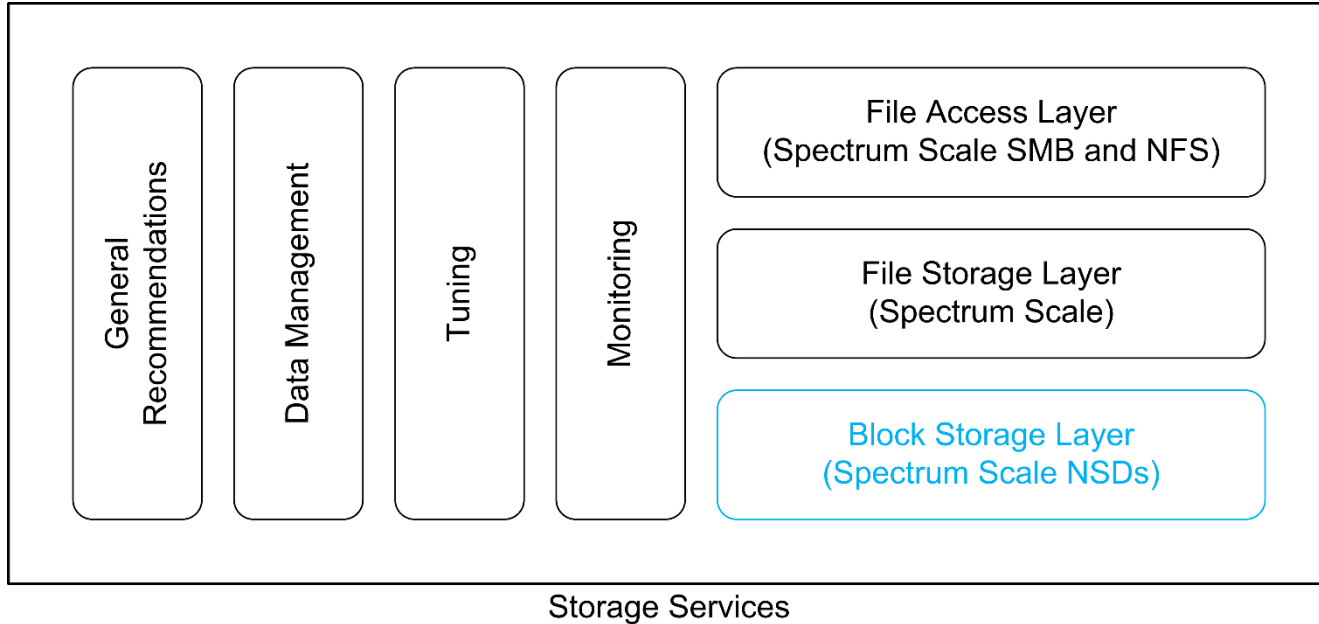 General
Recommendations
Data Management
Tuning
Monitoring
File Access Layer
(Spectrum Scale SMB and NFS)
File Storage Layer
(Spectrum Scale)
Block Storage Layer
(Spectrum Scale NSDs)
Storage Services